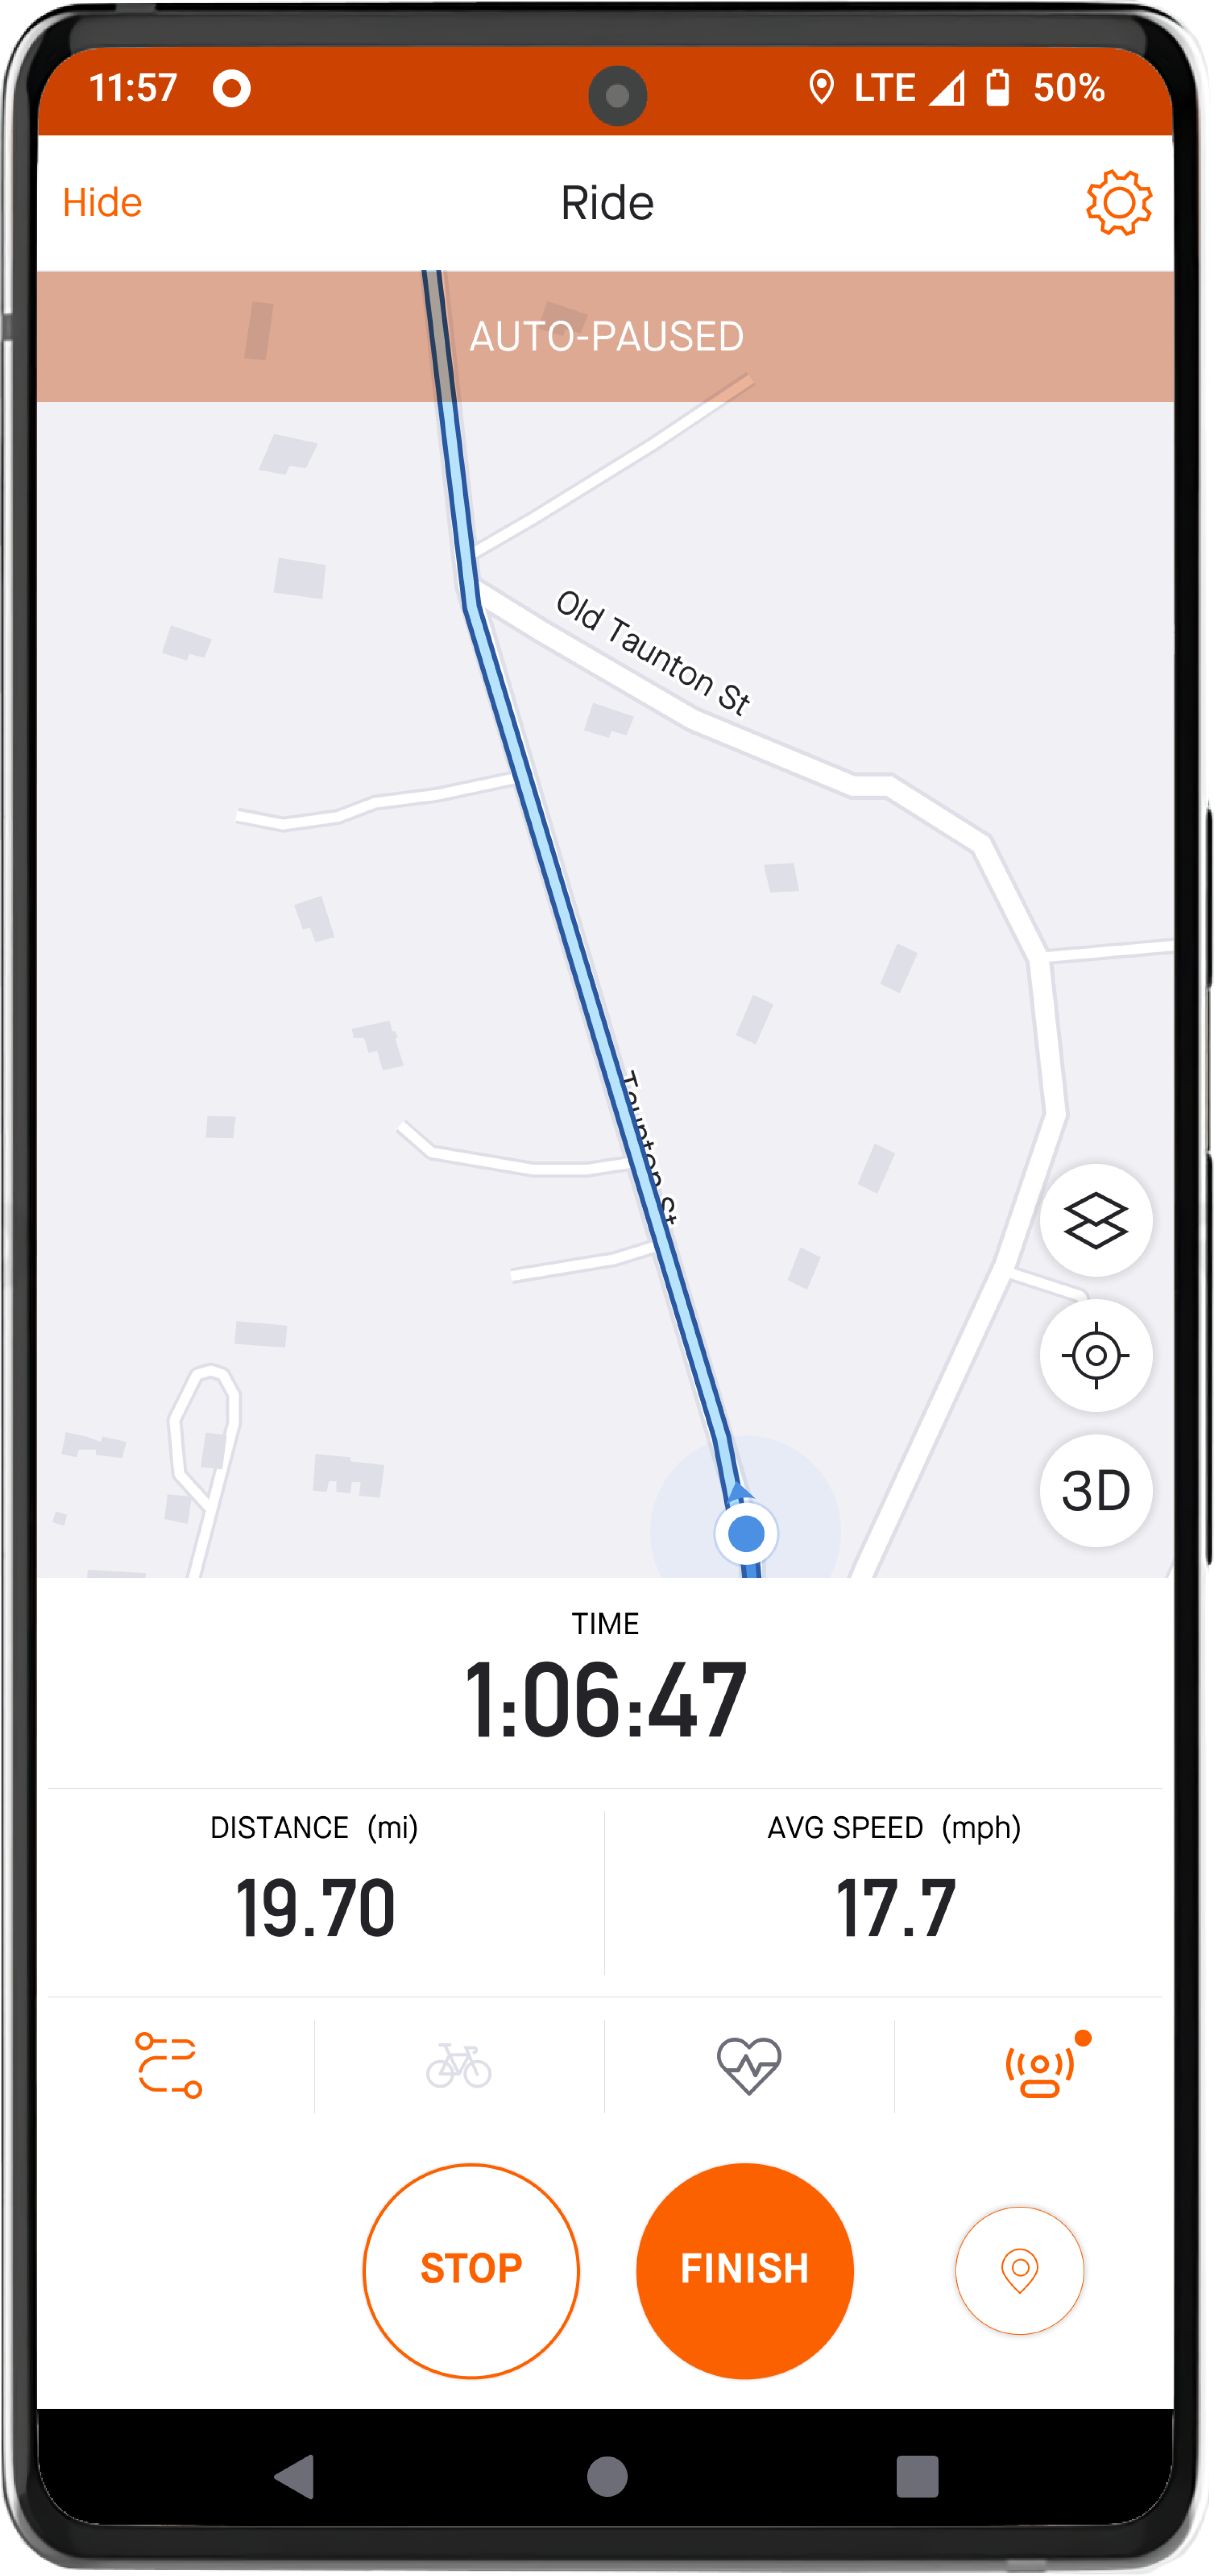 11:57 LTE 50%
Hide Ride
AUTO-PAUSED
Old Taunton St
Taunton St
3D
TIME
1:06:47
DISTANCE (mi) AVG SPEED (mph)
19.70 17.7
STOP FINISH